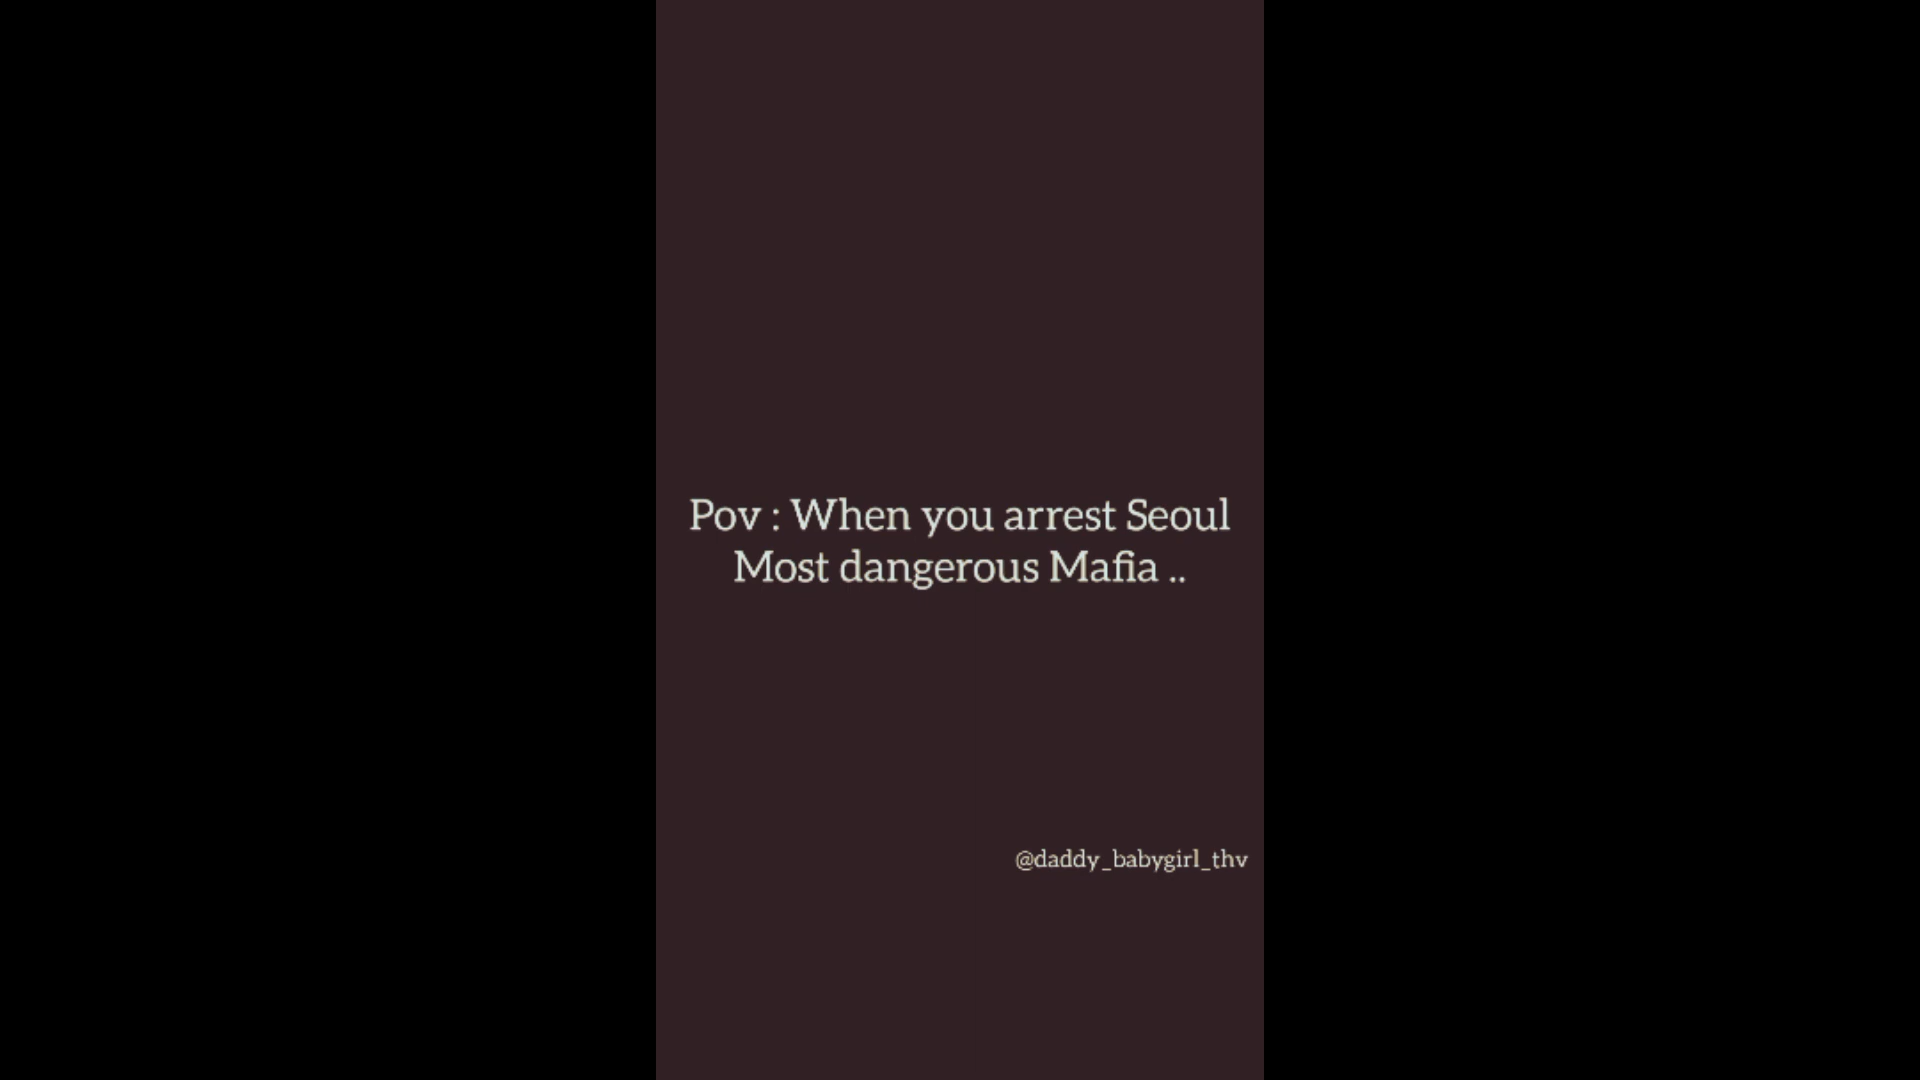 Pov : When you arrest Seoul
Most dangerous Mafia ..
@daddy_babygirl_thv